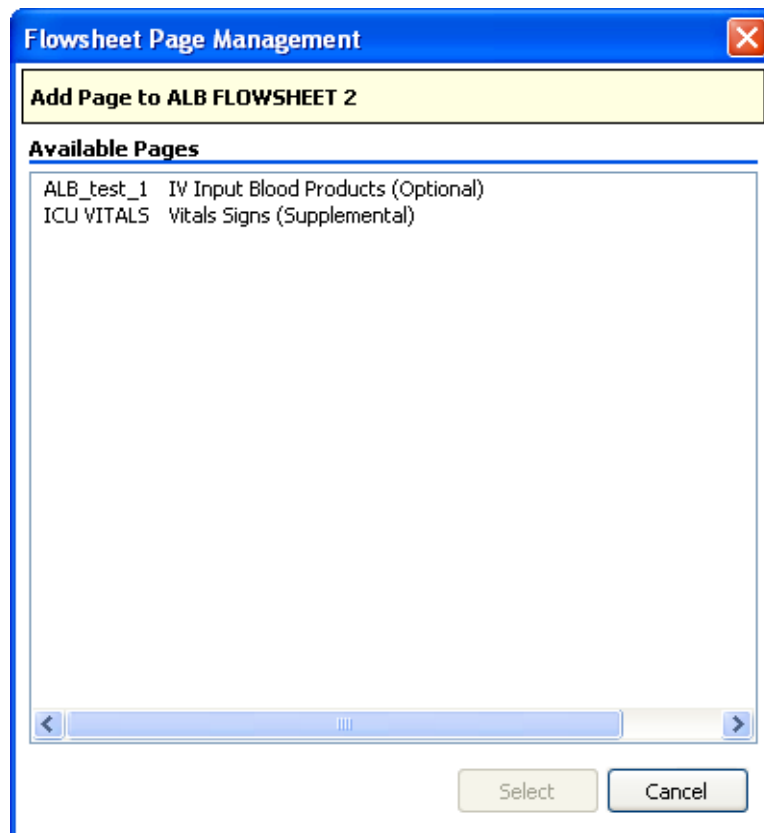 Flowsheet Page Management
Add Page to ALB FLOWSHEET 2
Available Pages
ALB_test_1 IV Input Blood Products (Optional)
ICU VITALS Vitals Signs (Supplemental)
Select Cancel